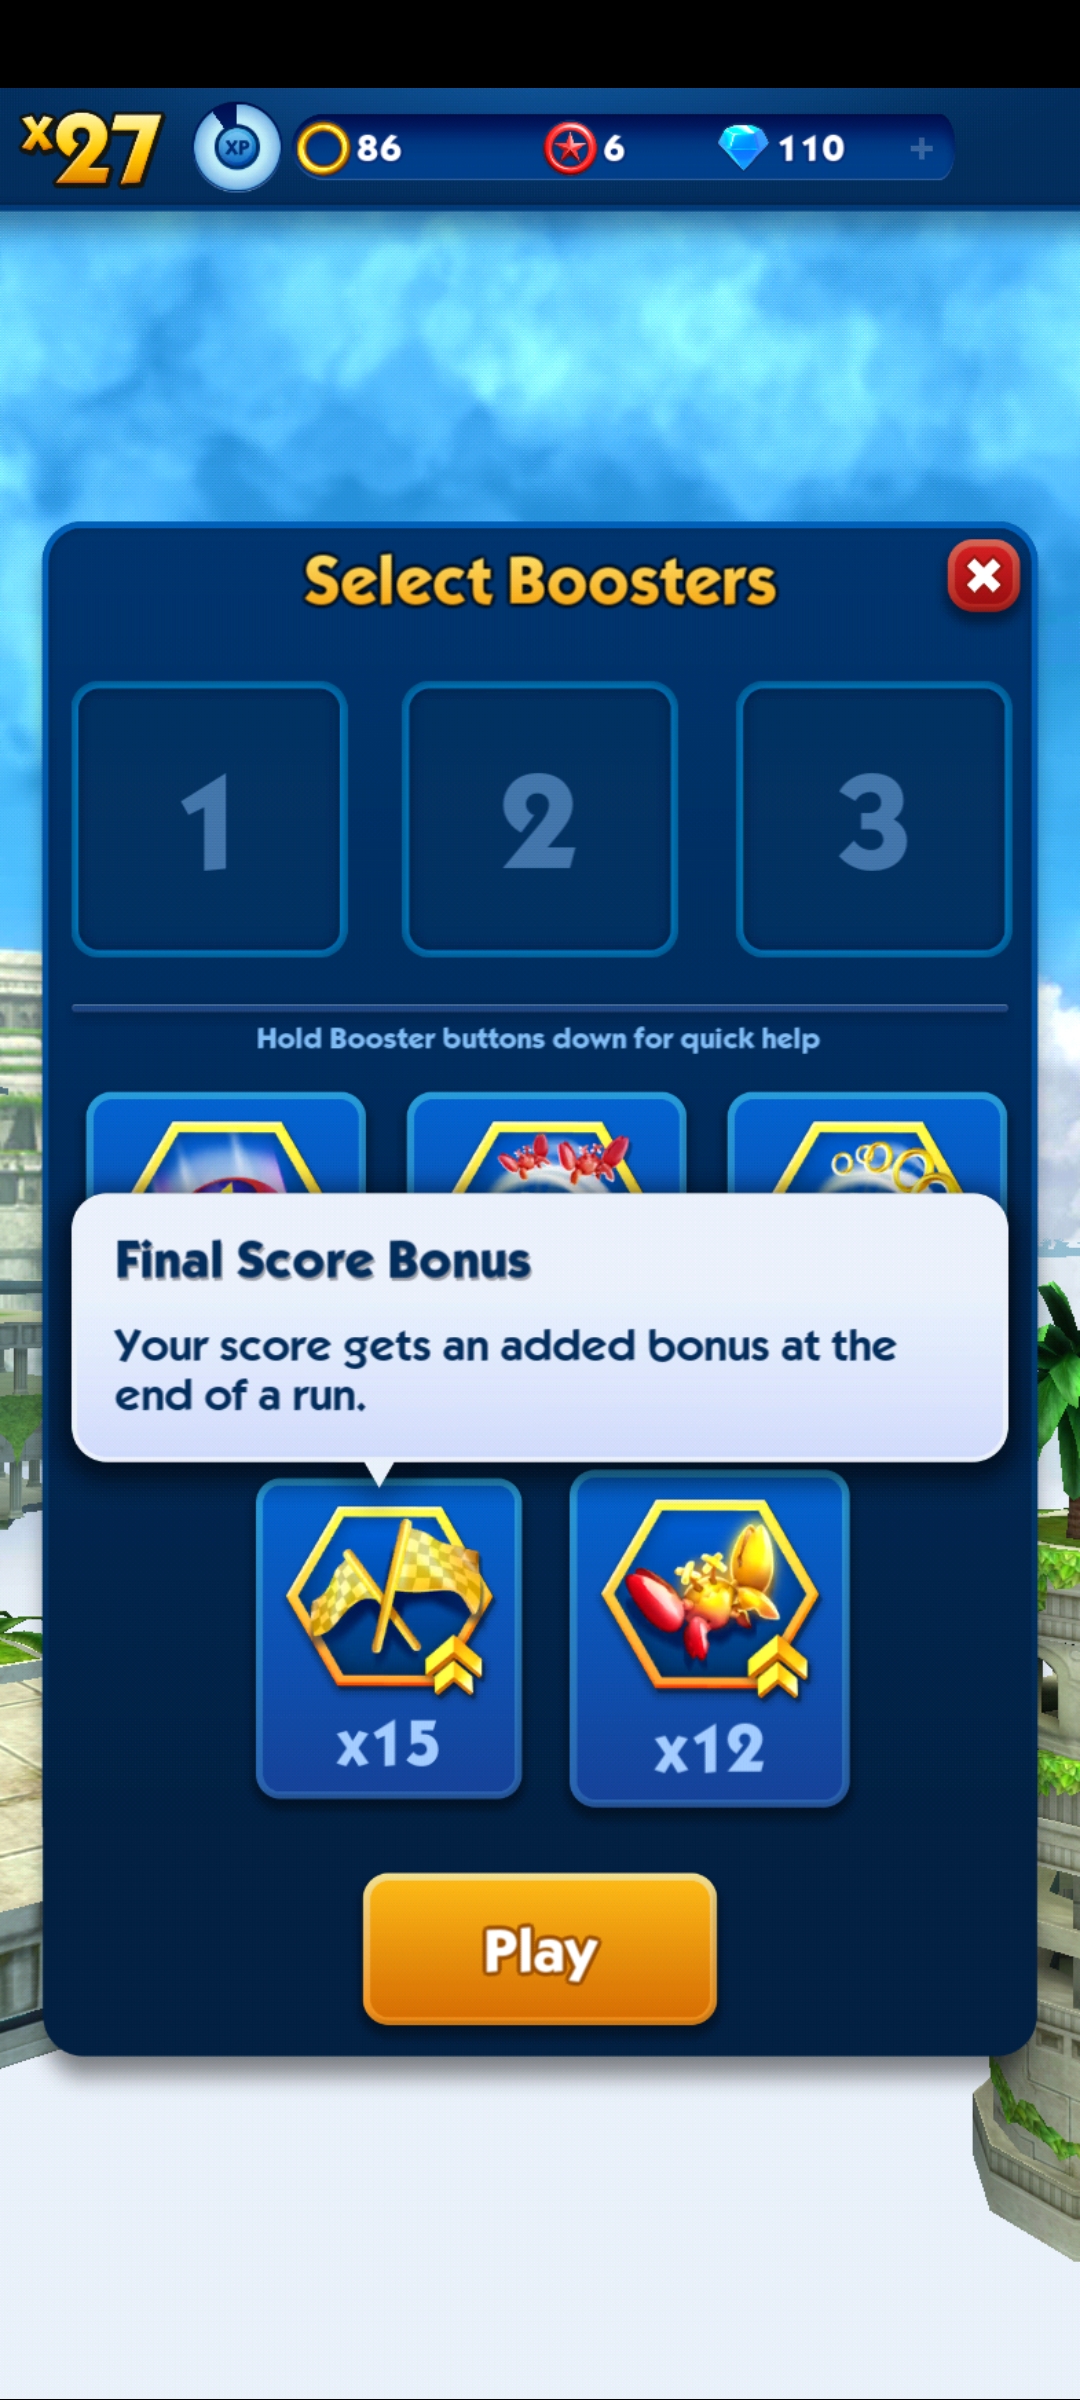 x27
XP
86
6
110
+
Select Boosters
1
2
3
Hold Booster buttons down for quick help
Final Score Bonus
Your score gets an added bonus at the
end of a run.
x15
x12
Play